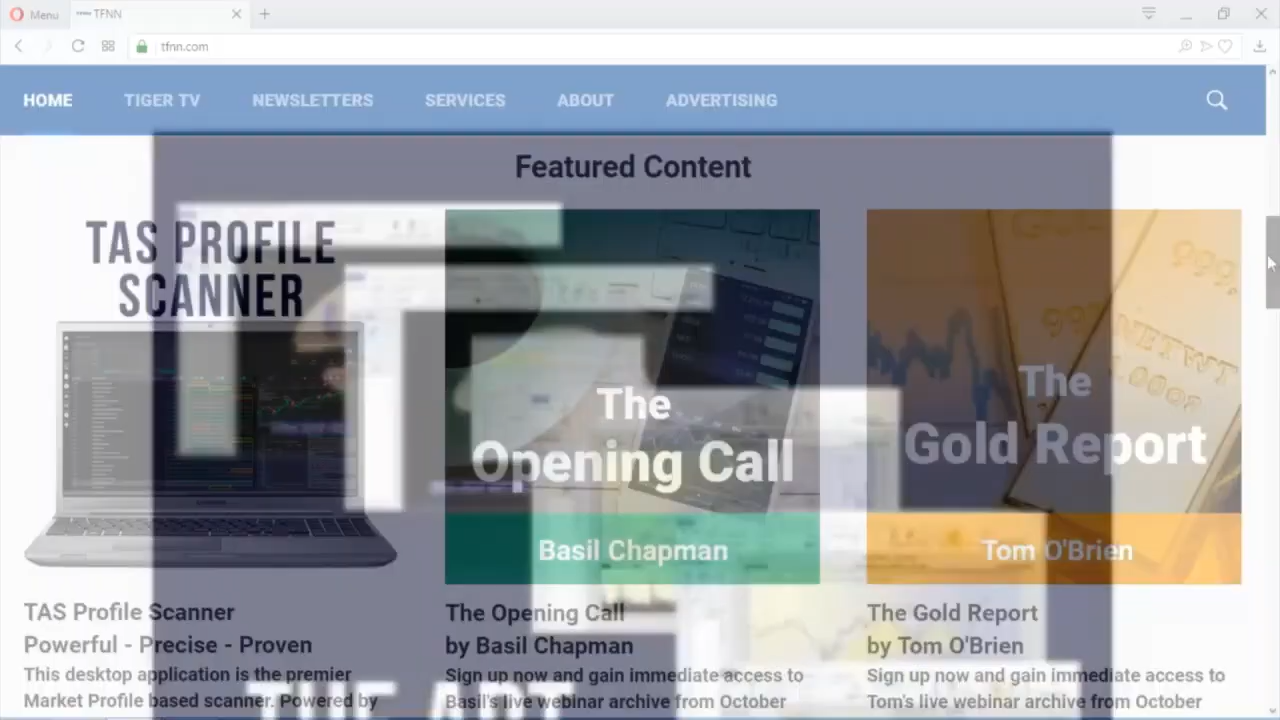 Menu
TFNN
tfnn.com
HOME
TIGER TV
NEWSLETTERS
SERVICES
ABOUT
ADVERTISING
Featured Content
TAS PROFILE
SCANNER
The
Opening Call
Basil Chapman
The
Gold Report
Tom O'Brien
TAS Profile Scanner
Powerful - Precise - Proven
This desktop application is the premier
Market Profile based scanner. Powered by
The Opening Call
by Basil Chapman
Sign up now and gain immediate access to
Basil's live webinar archive from October
The Gold Report
by Tom O'Brien
Sign up now and gain immediate access to
Tom's live webinar archive from October